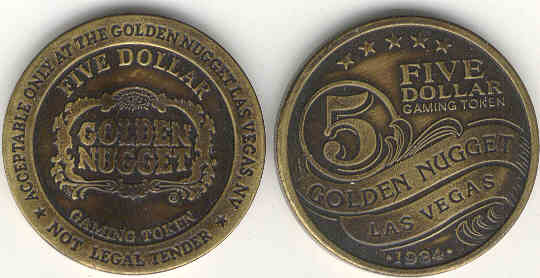 ACCEPTABLE ONLY AT THE GOLDEN NUGGET LAS VEGAS NV
FIVE DOLLAR
GOLDEN
NUGGET
GAMING TOKEN
★ NOT LEGAL TENDER ★
★★★★★
5
FIVE
DOLLAR
GAMING TOKEN
GOLDEN NUGGET
LAS VEGAS
·1994·